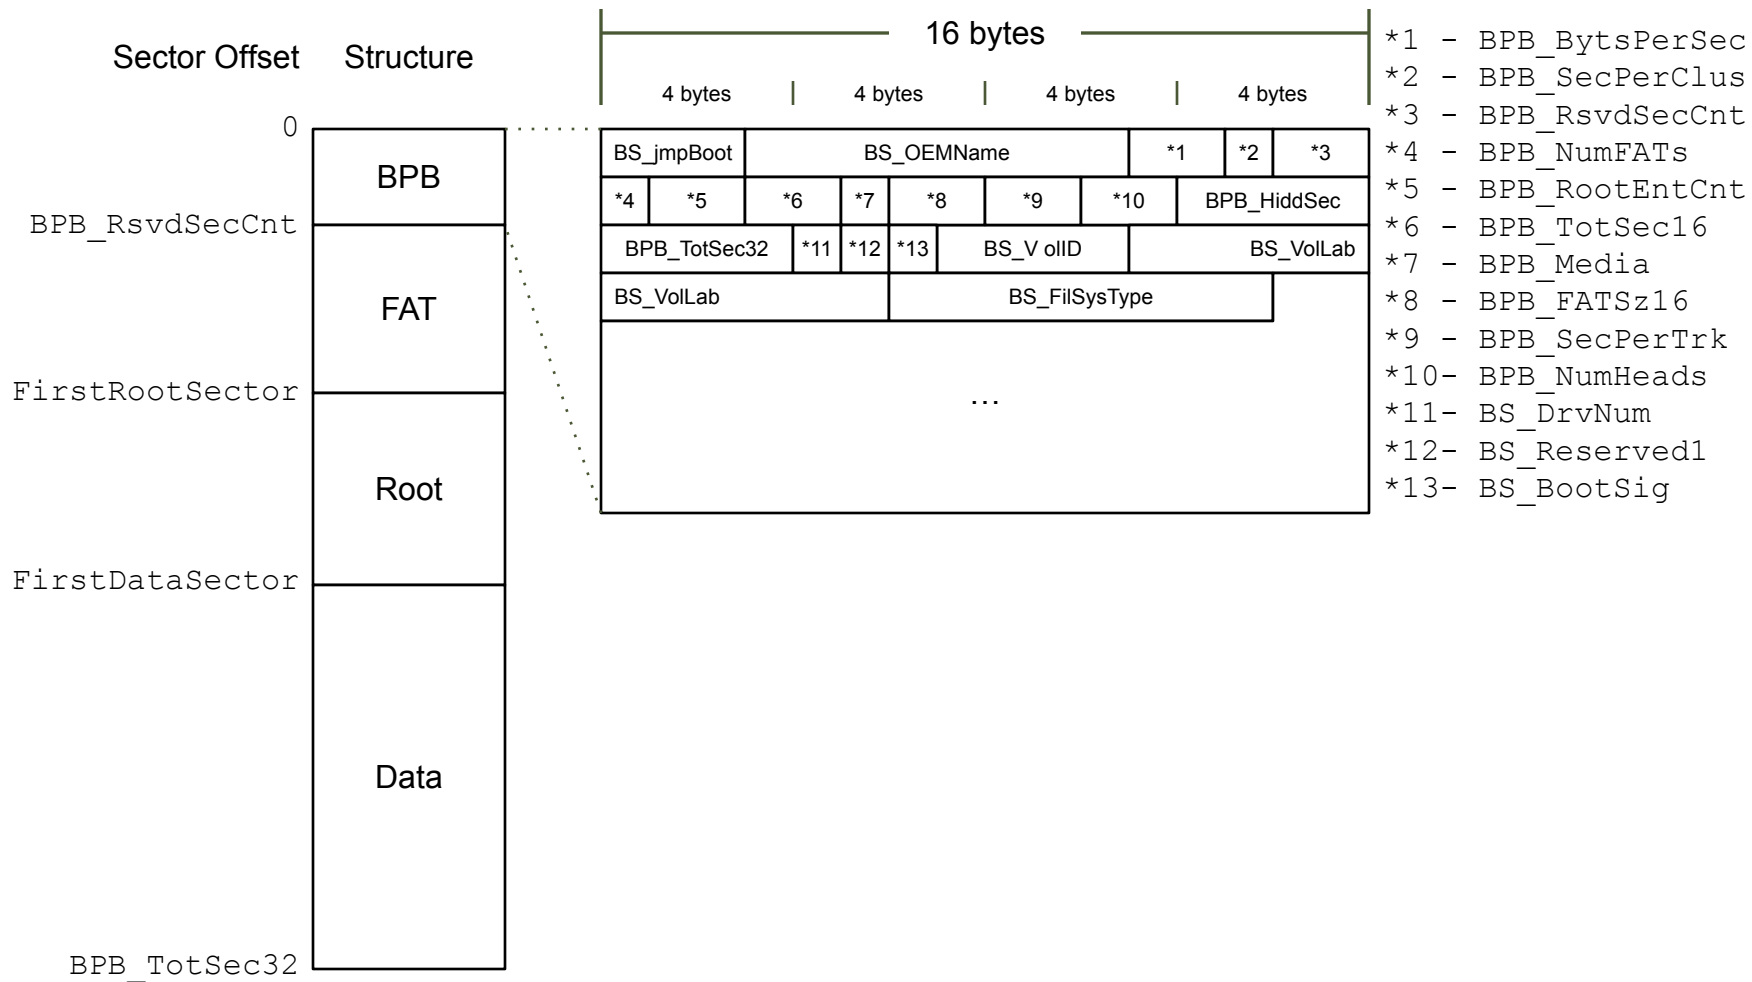 Sector Offset Structure
0
BPB
BPB_RsvdSecCnt
FAT
FirstRootSector
Root
FirstDataSector
Data
BPB_TotSec32
16 bytes
4 bytes 4 bytes 4 bytes 4 bytes
BS_jmpBoot BS_OEMName *1 *2 *3
*4 *5 *6 *7 *8 *9 *10 BPB_HiddSec
BPB_TotSec32 *11 *12 *13 BS_V olID BS_VolLab
BS_VolLab BS_FilSysType
...
*1 - BPB_BytsPerSec
*2 - BPB_SecPerClus
*3 - BPB_RsvdSecCnt
*4 - BPB_NumFATs
*5 - BPB_RootEntCnt
*6 - BPB_TotSec16
*7 - BPB_Media
*8 - BPB_FATSz16
*9 - BPB_SecPerTrk
*10- BPB_NumHeads
*11- BS_DrvNum
*12- BS_Reserved1
*13- BS_BootSig